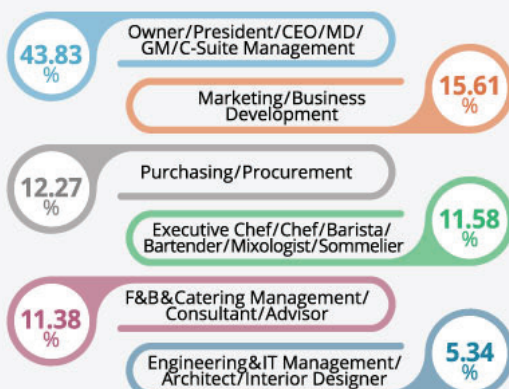 43.83
%
Owner/President/CEO/MD/
GM/C-Suite Management
Marketing/Business
Development
15.61
%
12.27
%
Purchasing/Procurement
Executive Chef/Chef/Barista/
Bartender/Mixologist/Sommelier
11.58
%
11.38
%
F&B&Catering Management/
Consultant/Advisor
Engineering&IT Management/
Architect/Interior Designer
5.34
%